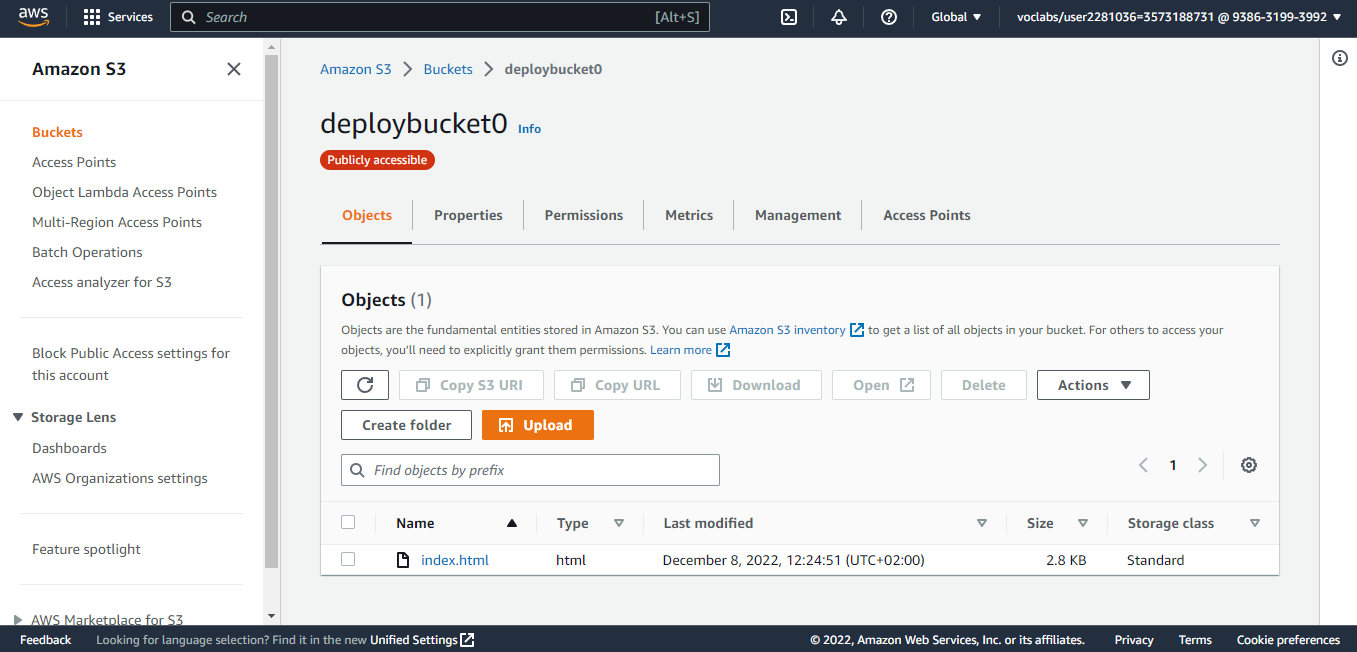 aws Services Search [Alt+S] Global voclabs/user2281036=3573188731 @ 9386-3199-3992
Amazon S3
Buckets
Access Points
Object Lambda Access Points
Multi-Region Access Points
Batch Operations
Access analyzer for S3
Block Public Access settings for
this account
Storage Lens
Dashboards
AWS Organizations settings
Feature spotlight
AWS Marketplace for S3
Amazon S3 Buckets deploybucket0
deploybucket0 Info
Publicly accessible
Objects Properties Permissions Metrics Management Access Points
Objects (1)
Objects are the fundamental entities stored in Amazon S3. You can use Amazon S3 inventory to get a list of all objects in your bucket. For others to access your
objects, you'll need to explicitly grant them permissions. Learn more
Copy S3 URI Copy URL Download Open Delete Actions
Create folder Upload
Find objects by prefix 1
Name Type Last modified Size Storage class
index.html html December 8, 2022, 12:24:51 (UTC+02:00) 2.8 KB Standard
Feedback Looking for language selection? Find it in the new Unified Settings © 2022, Amazon Web Services, Inc. or its affiliates. Privacy Terms Cookie preferences